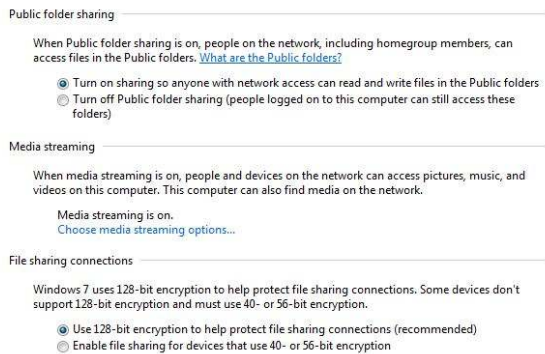 Public folder sharing
When Public folder sharing is on, people on the network, including homegroup members, can
access files in the Public folders. What are the Public folders?
Turn on sharing so anyone with network access can read and write files in the Public folders
Turn off Public folder sharing (people logged on to this computer can still access these
folders)
Media streaming
When media streaming is on, people and devices on the network can access pictures, music, and
videos on this computer. This computer can also find media on the network.
Media streaming is on.
Choose media streaming options...
File sharing connections
Windows 7 uses 128-bit encryption to help protect file sharing connections. Some devices don't
support 128-bit encryption and must use 40- or 56-bit encryption.
Use 128-bit encryption to help protect file sharing connections (recommended)
Enable file sharing for devices that use 40- or 56-bit encryption